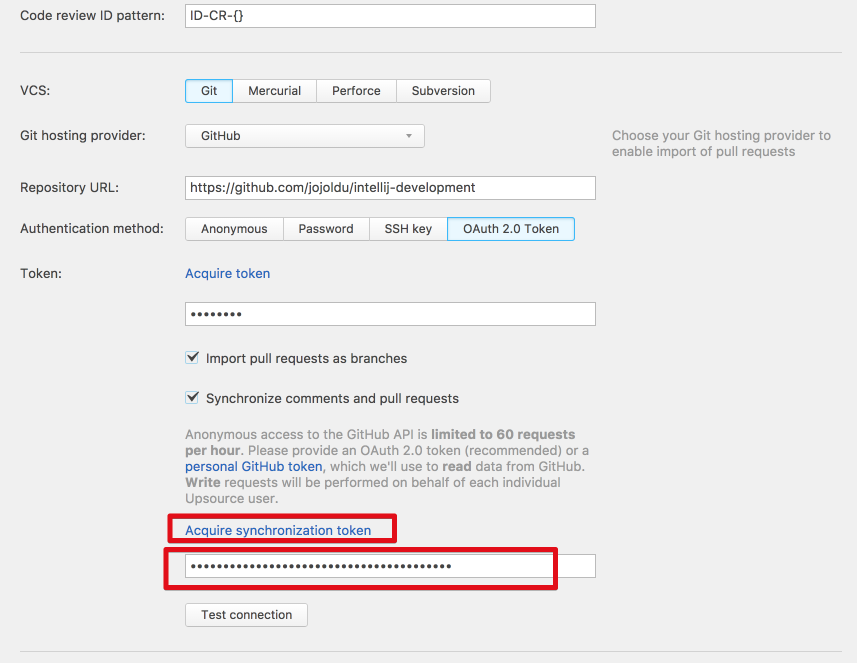 Code review ID pattern: ID-CR-{}
VCS: Git Mercurial Perforce Subversion
Git hosting provider: GitHub
Choose your Git hosting provider to
enable import of pull requests
Repository URL: https://github.com/jojoldu/intellij-development
Authentication method: Anonymous Password SSH key OAuth 2.0 Token
Token: Acquire token
••••••••
Import pull requests as branches
Synchronize comments and pull requests
Anonymous access to the GitHub API is limited to 60 requests
per hour. Please provide an OAuth 2.0 token (recommended) or a
personal GitHub token, which we'll use to read data from GitHub.
Write requests will be performed on behalf of each individual
Upsource user.
Acquire synchronization token
••••••••••••••••••••••••••••••••••••••••
Test connection